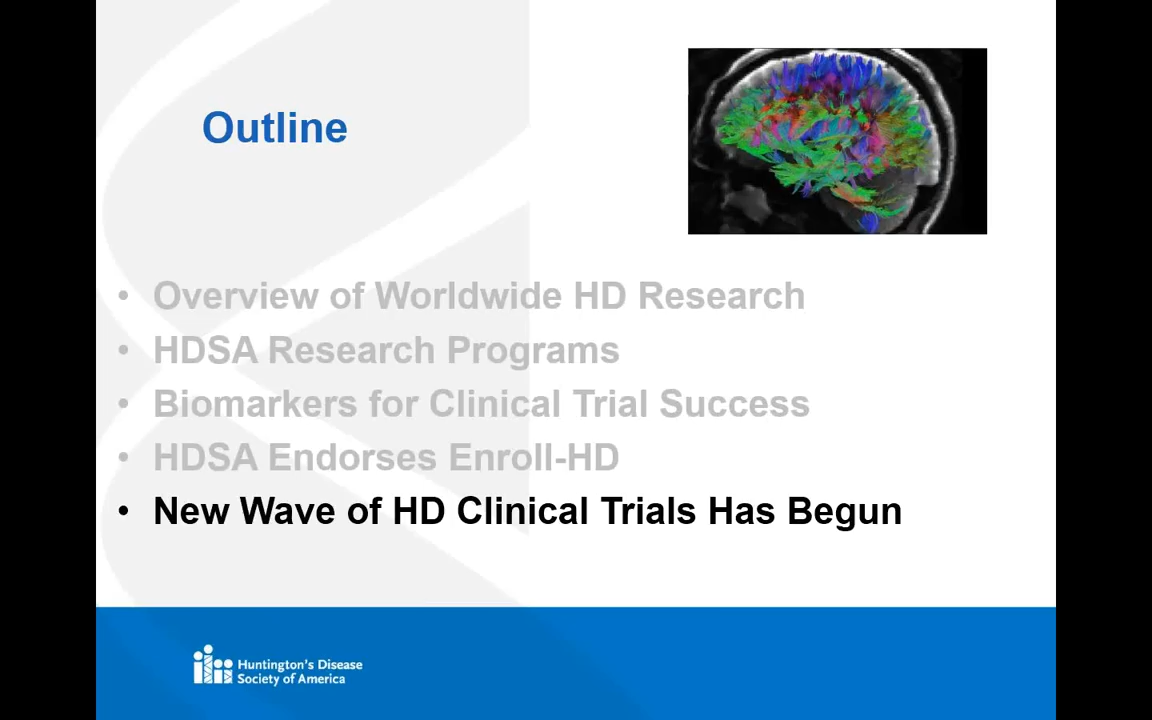 Outline
• Overview of Worldwide HD Research
• HDSA Research Programs
• Biomarkers for Clinical Trial Success
• HDSA Endorses Enroll-HD
• New Wave of HD Clinical Trials Has Begun
Huntington's Disease
Society of America